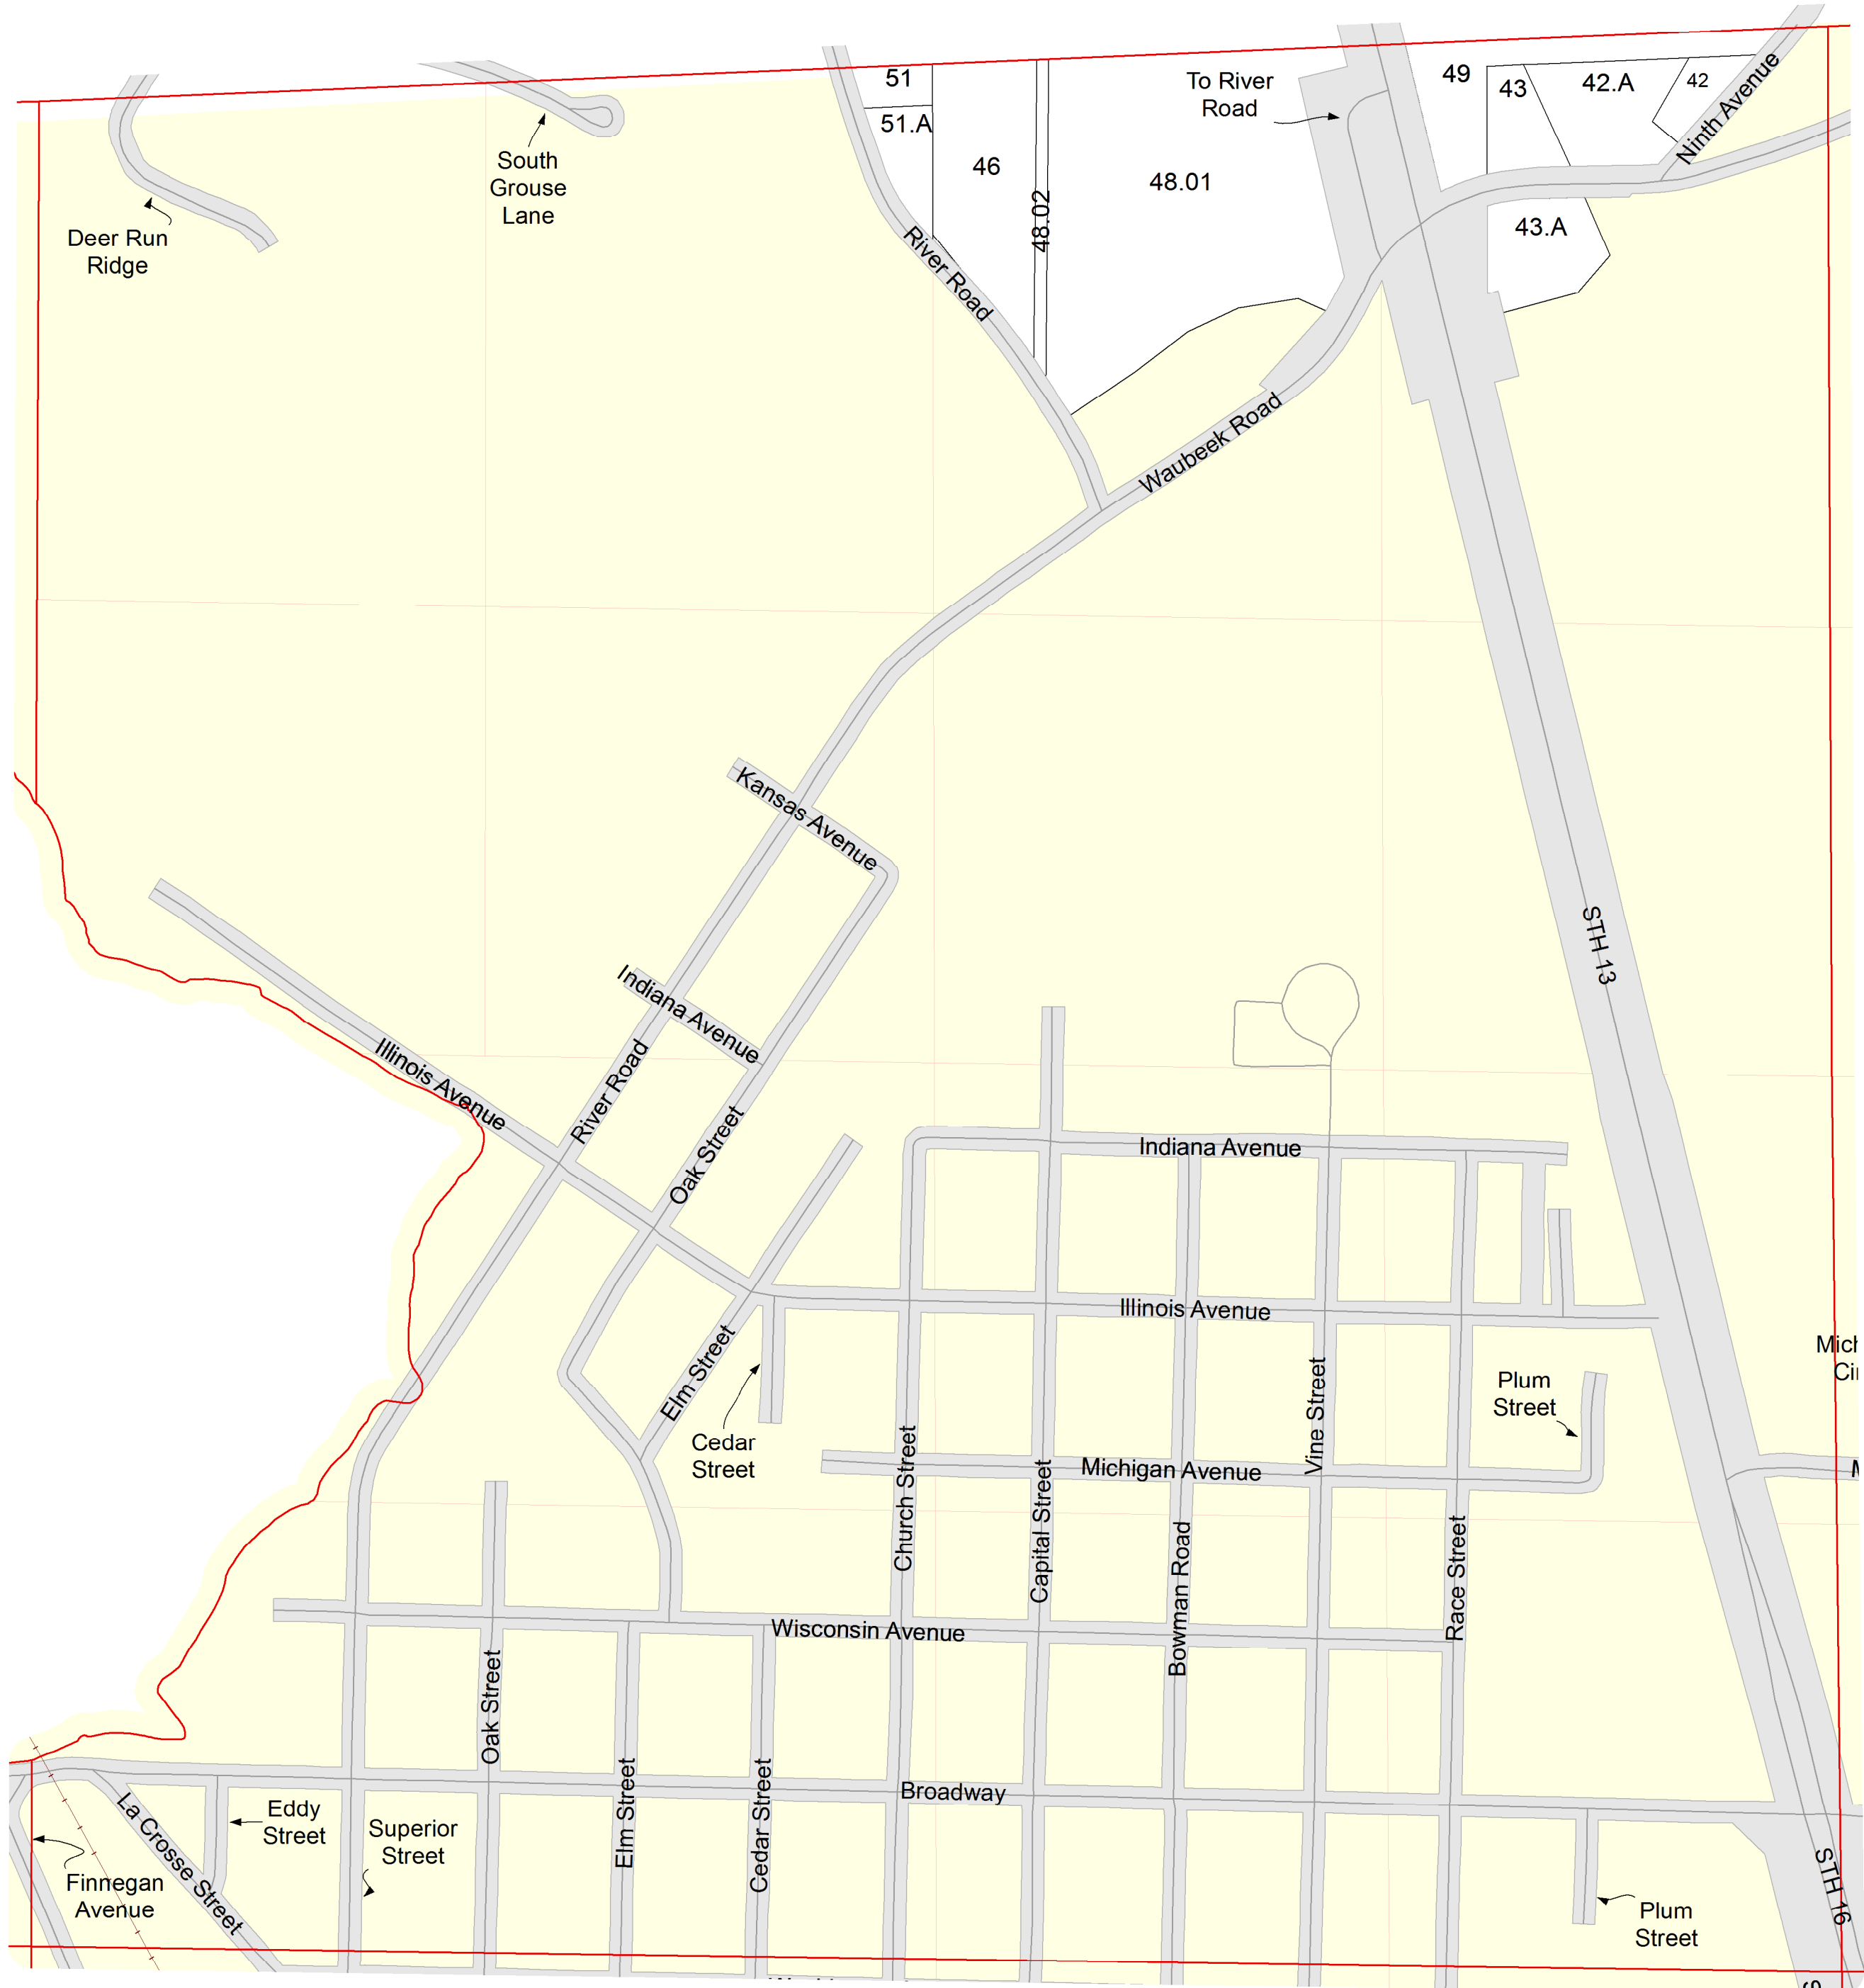 51
51.A
46
48.02
48.01
To River
Road
49
43
42.A
42
Ninth Avenue
43.A
South
Grouse
Lane
Deer Run
Ridge
River Road
Waubeek Road
Kansas Avenue
STH 13
Indiana Avenue
Illinois Avenue
River Road
Oak Street
Indiana Avenue
Illinois Avenue
Elm Street
Cedar
Street
Church Street
Capital Street
Michigan Avenue
Bowman Road
Vine Street
Race Street
Plum
Street
Mich
Cir
Wisconsin Avenue
Oak Street
Elm Street
Cedar Street
Broadway
Eddy
Street
Superior
Street
La Crosse Street
Finnegan
Avenue
Plum
Street
STH 16